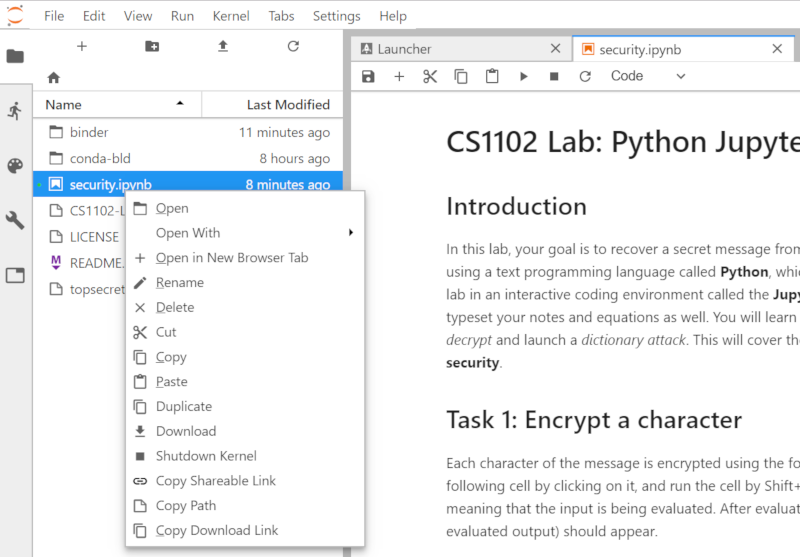 File Edit View Run Kernel Tabs Settings Help
Launcher
security.ipynb
Code
Name Last Modified
binder 11 minutes ago
conda-bld 8 hours ago
security.ipynb 8 minutes ago
CS1102-L
LICENSE
README.
topsecret
Open
Open With
Open in New Browser Tab
Rename
Delete
Cut
Copy
Paste
Duplicate
Download
Shutdown Kernel
Copy Shareable Link
Copy Path
Copy Download Link
CS1102 Lab: Python Jupyte
Introduction
In this lab, your goal is to recover a secret message from
using a text programming language called Python, whic
lab in an interactive coding environment called the Jupy
typeset your notes and equations as well. You will learn
decrypt and launch a dictionary attack. This will cover the
security.
Task 1: Encrypt a character
Each character of the message is encrypted using the fo
following cell by clicking on it, and run the cell by Shift+
meaning that the input is being evaluated. After evaluat
evaluated output) should appear.